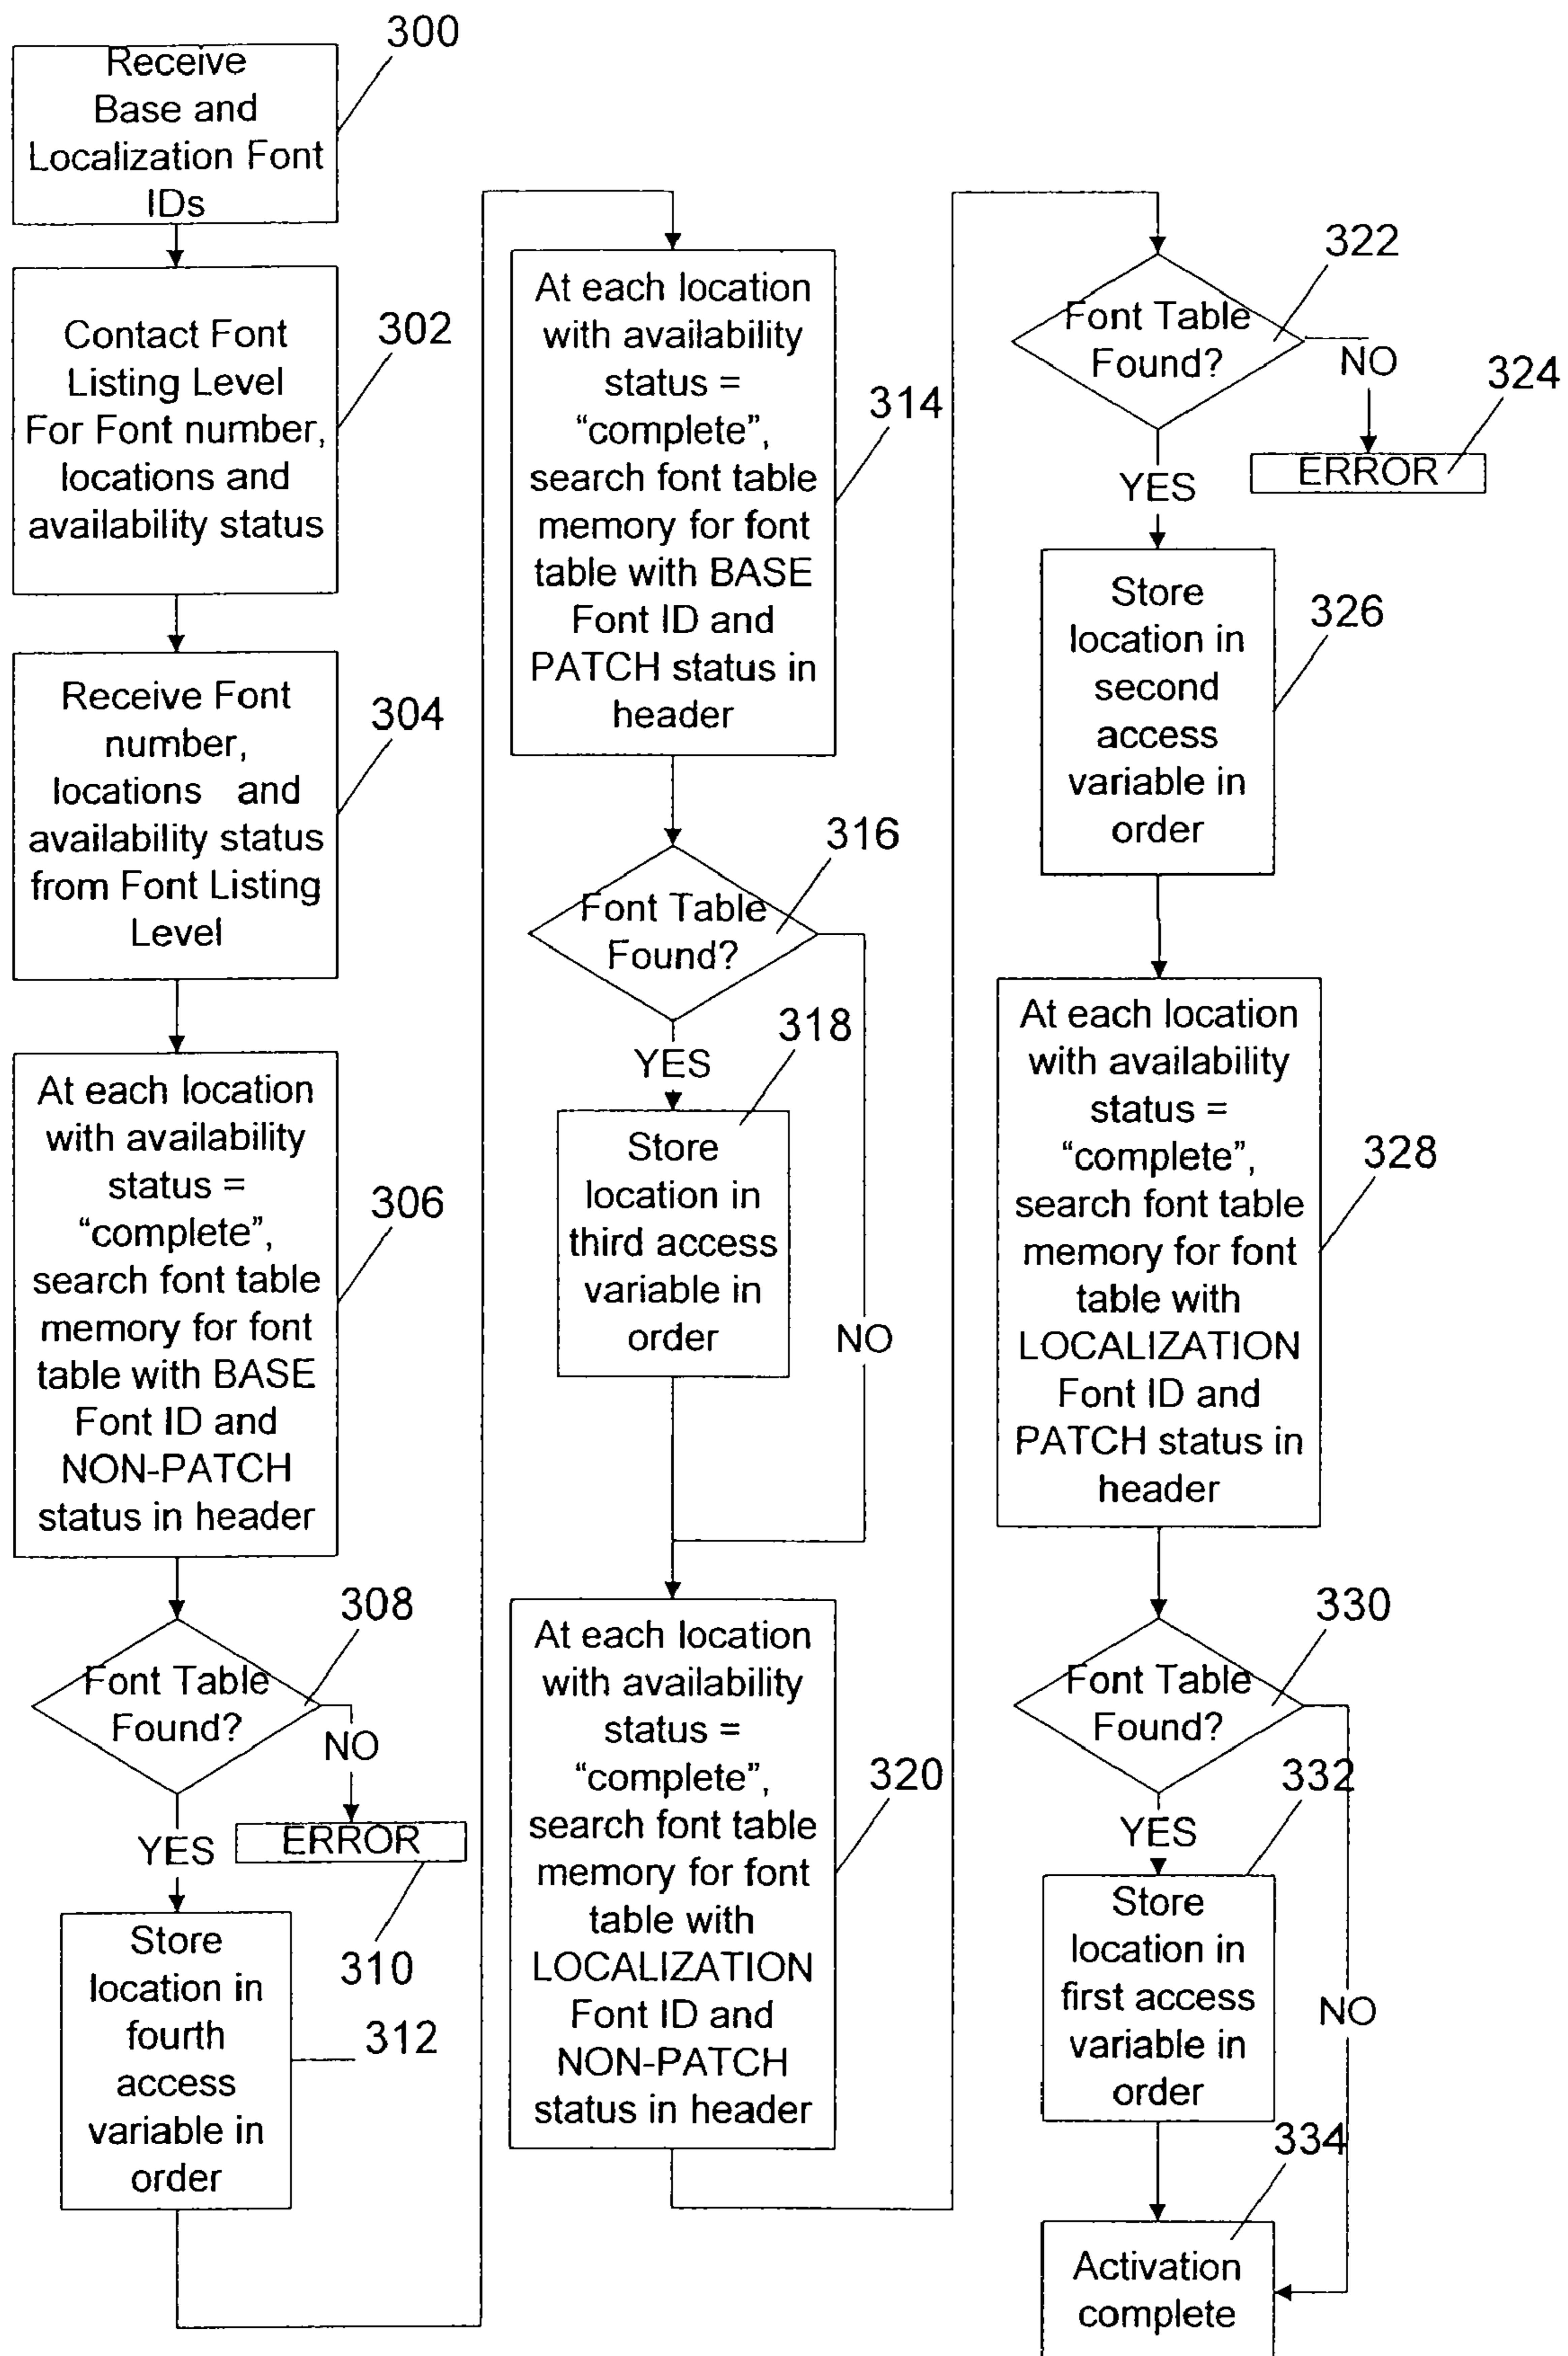 300
Receive
Base and
Localization Font
IDs
302
Contact Font
Listing Level
For Font number,
locations and
availability status
304
Receive Font
number,
locations and
availability status
from Font Listing
Level
306
At each location
with availability
status =
“complete”,
search font table
memory for font
table with BASE
Font ID and
NON-PATCH
status in header
308
Font Table
Found?
NO
YES
ERROR
310
Store
location in
fourth
access
variable in
order
312
At each location
with availability
status =
“complete”,
search font table
memory for font
table with BASE
Font ID and
PATCH status in
header
314
316
Font Table
Found?
YES
318
Store
location in
third access
variable in
order
NO
At each location
with availability
status =
“complete”,
search font table
memory for font
table with
LOCALIZATION
Font ID and
NON-PATCH
status in header
320
322
Font Table
Found?
NO
324
ERROR
YES
Store
location in
second
access
variable in
order
326
At each location
with availability
status =
“complete”,
search font table
memory for font
table with
LOCALIZATION
Font ID and
PATCH status in
header
328
330
Font Table
Found?
332
YES
Store
location in
first access
variable in
order
NO
334
Activation
complete